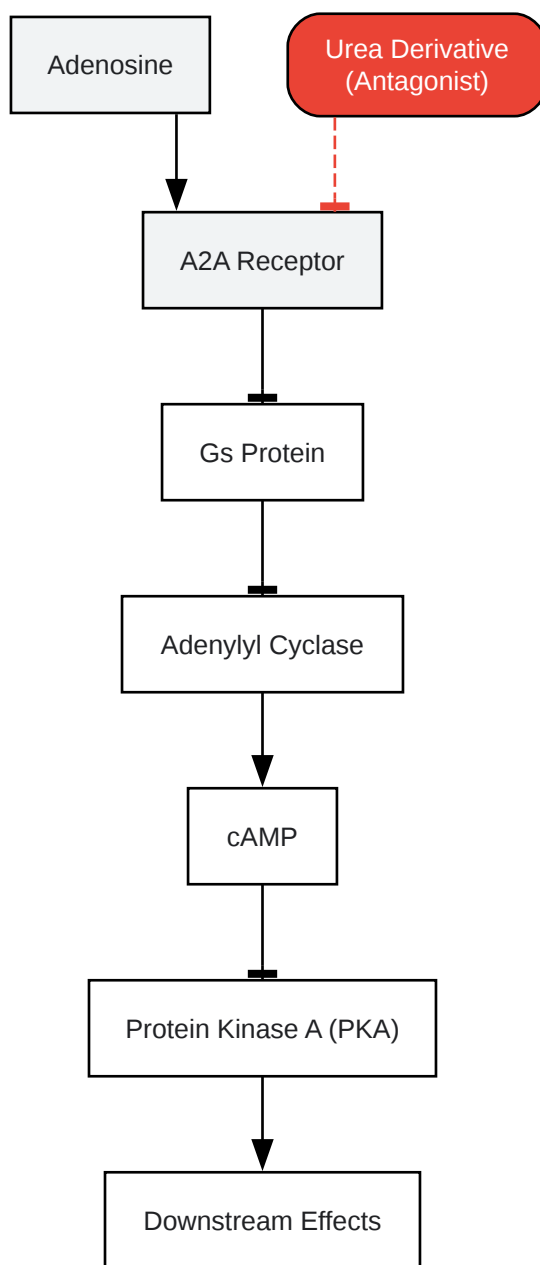 Adenosine
Urea Derivative
(Antagonist)
A2A Receptor
Gs Protein
Adenylyl Cyclase
cAMP
Protein Kinase A (PKA)
Downstream Effects